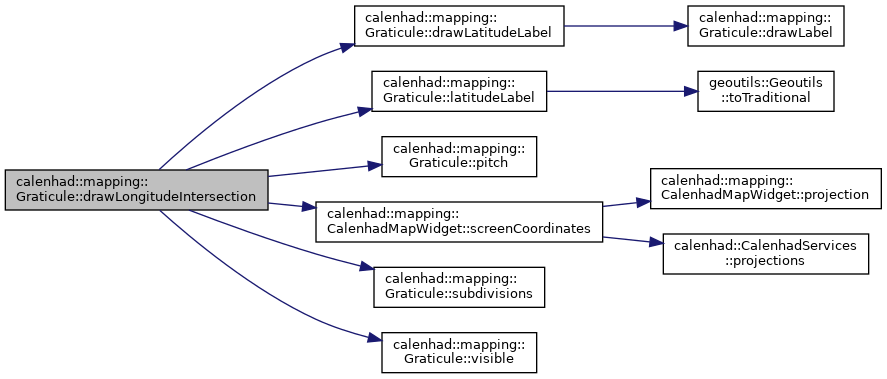 calenhad::mapping::
Graticule::drawLongitudeIntersection
calenhad::mapping::
Graticule::drawLatitudeLabel
calenhad::mapping::
Graticule::drawLabel
calenhad::mapping::
Graticule::latitudeLabel
geoutils::Geoutils
::toTraditional
calenhad::mapping::
Graticule::pitch
calenhad::mapping::
CalenhadMapWidget::screenCoordinates
calenhad::mapping::
CalenhadMapWidget::projection
calenhad::CalenhadServices
::projections
calenhad::mapping::
Graticule::subdivisions
calenhad::mapping::
Graticule::visible